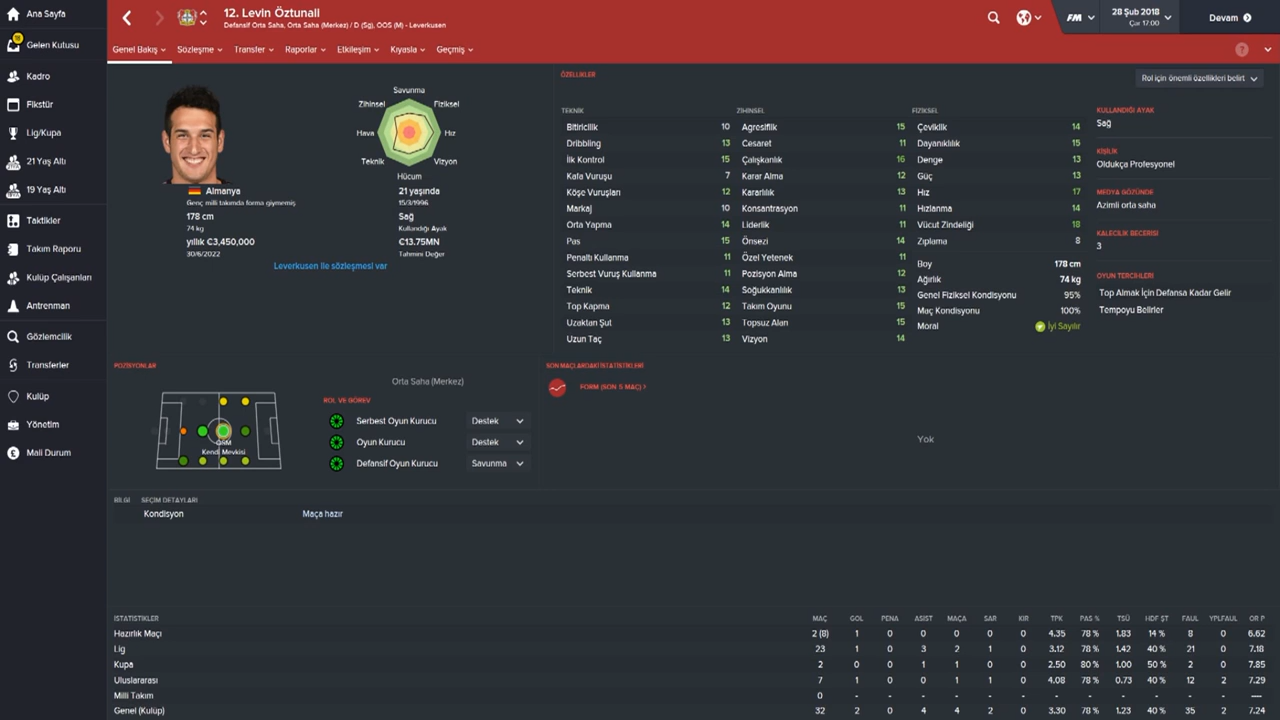 Ana Sayfa
18
Gelen Kutusu
Kadro
Fikstür
Lig/Kupa
21 Yaş Altı
19 Yaş Altı
Taktikler
Takım Raporu
Kulüp Çalışanları
Antrenman
Gözlemcilik
Transferler
Kulüp
Yönetim
Mali Durum
12. Levin Öztunali
Defansif Orta Saha, Orta Saha (Merkez) / D (Sğ), OOS (M) - Leverkusen
FM
28 Şub 2018
Çar 17:00
Devam
Genel Bakış
Sözleşme
Transfer
Raporlar
Etkileşim
Kıyasla
Geçmiş
?
Almanya
Genç milli takımda forma giymemiş
178 cm
74 kg
yıllık €3,450,000
30/6/2022
Savunma
Zihinsel
Fiziksel
Hava
Hız
Teknik
Vizyon
Hücum
21 yaşında
15/3/1996
Sağ
Kullandığı Ayak
€13.75MN
Tahmini Değer
Leverkusen ile sözleşmesi var
ÖZELLİKLER
Rol için önemli özellikleri belirt
TEKNİK
Bitiricilik 10
Dribbling 13
İlk Kontrol 15
Kafa Vuruşu 7
Köşe Vuruşları 12
Markaj 10
Orta Yapma 14
Pas 15
Penaltı Kullanma 11
Serbest Vuruş Kullanma 11
Teknik 14
Top Kapma 12
Uzaktan Şut 13
Uzun Taç 13
ZİHİNSEL
Agresiflik 15
Cesaret 11
Çalışkanlık 16
Karar Alma 12
Kararlılık 13
Konsantrasyon 11
Liderlik 11
Önsezi 14
Özel Yetenek 11
Pozisyon Alma 12
Soğukkanlılık 13
Takım Oyunu 15
Topsuz Alan 15
Vizyon 14
FİZİKSEL
Çeviklik 14
Dayanıklılık 15
Denge 13
Güç 13
Hız 17
Hızlanma 14
Vücut Zindeliği 18
Zıplama 8
Boy 178 cm
Ağırlık 74 kg
Genel Fiziksel Kondisyonu 95%
Maç Kondisyonu 100%
Moral İyi Sayılır
KULLANDIĞI AYAK
Sağ
KİŞİLİK
Oldukça Profesyonel
MEDYA GÖZÜNDE
Azimli orta saha
KALECİLİK BECERİSİ
3
OYUN TERCİHLERİ
Top Almak İçin Defansa Kadar Gelir
Tempoyu Belirler
POZİSYONLAR
OSM
Kendi Mevkisi
Orta Saha (Merkez)
ROL VE GÖREV
Serbest Oyun Kurucu Destek
Oyun Kurucu Destek
Defansif Oyun Kurucu Savunma
SON MAÇLARDAKİ İSTATİSTİKLERİ
FORM (SON 5 MAÇ) >
Yok
BİLGİ SEÇİM DETAYLARI
Kondisyon Maça hazır
İSTATİSTİKLER MAÇ GOL PENA ASİST MAÇA SAR KIR TPK PAS % TSÜ HDF ŞT FAUL YPLFAUL OR P
Hazırlık Maçı 2 (8) 1 0 0 0 0 0 4.35 78 % 1.83 14 % 8 0 6.62
Lig 23 1 0 3 2 1 0 3.12 78 % 1.42 40 % 21 0 7.18
Kupa 2 0 0 1 1 0 0 2.50 80 % 1.00 50 % 2 0 7.85
Uluslararası 7 1 0 0 1 1 0 4.08 78 % 0.73 40 % 12 2 7.29
Milli Takım 0 - - - - - - - - - - - - ----
Genel (Kulüp) 32 2 0 4 4 2 0 3.30 78 % 1.23 40 % 35 2 7.24